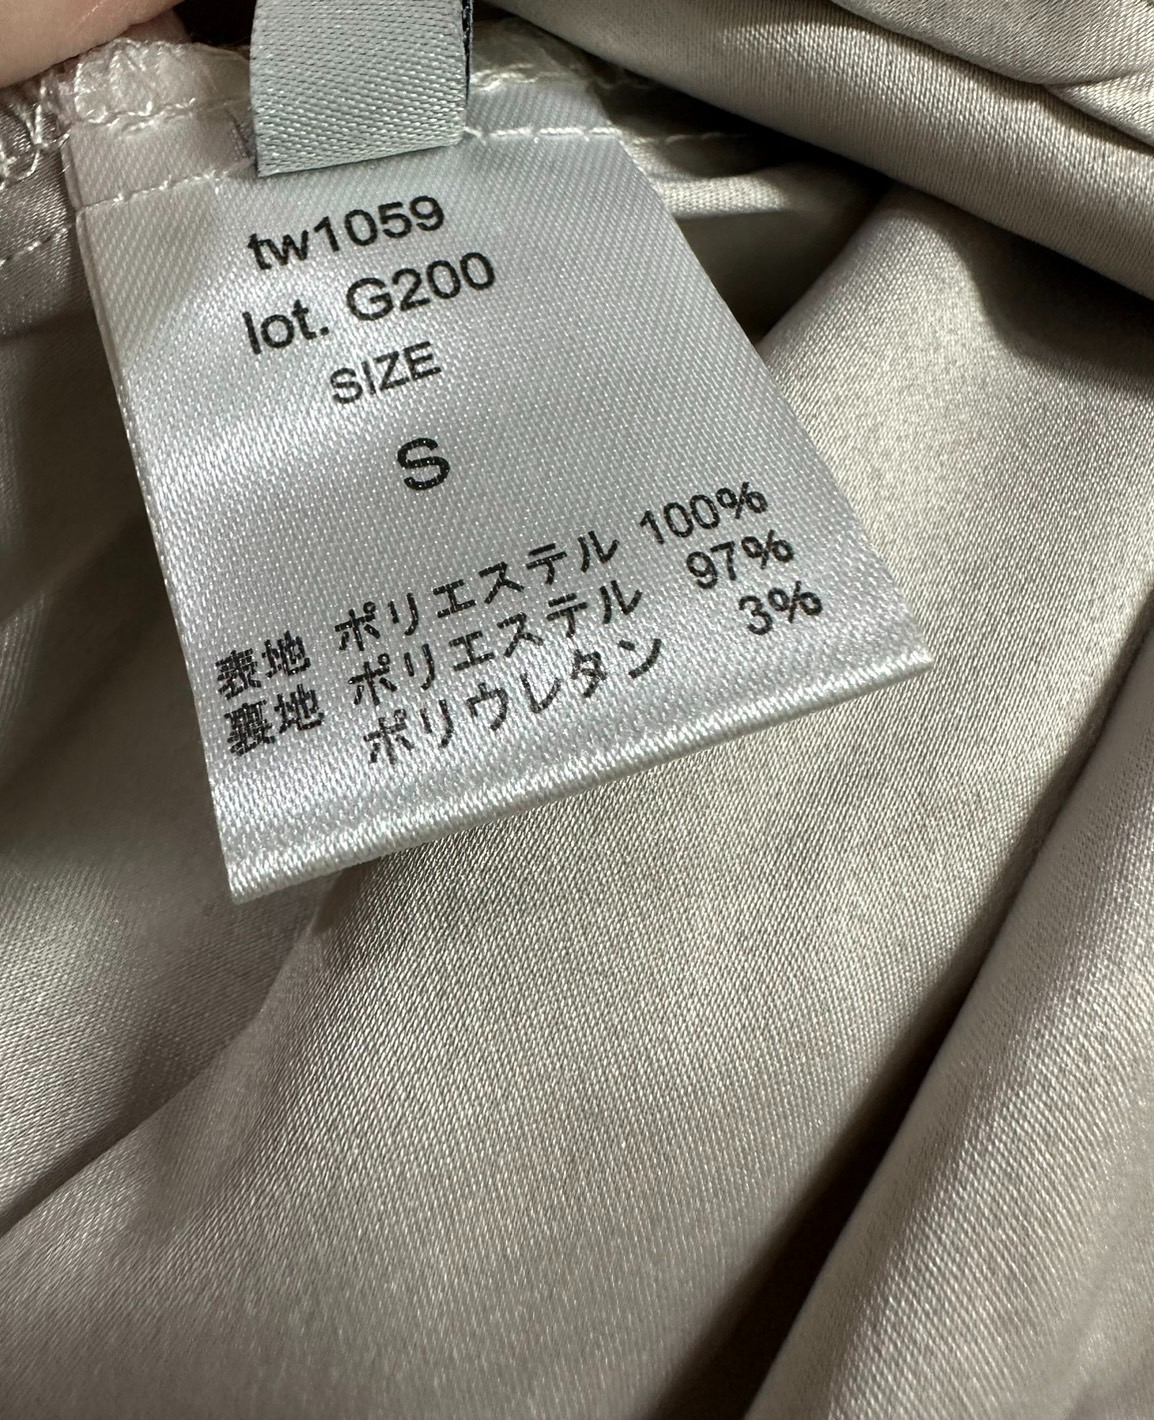 tw1059
lot. G200
SIZE
S
表地 ポリエステル 100%
裏地 ポリエステル 97%
ポリウレタン 3%